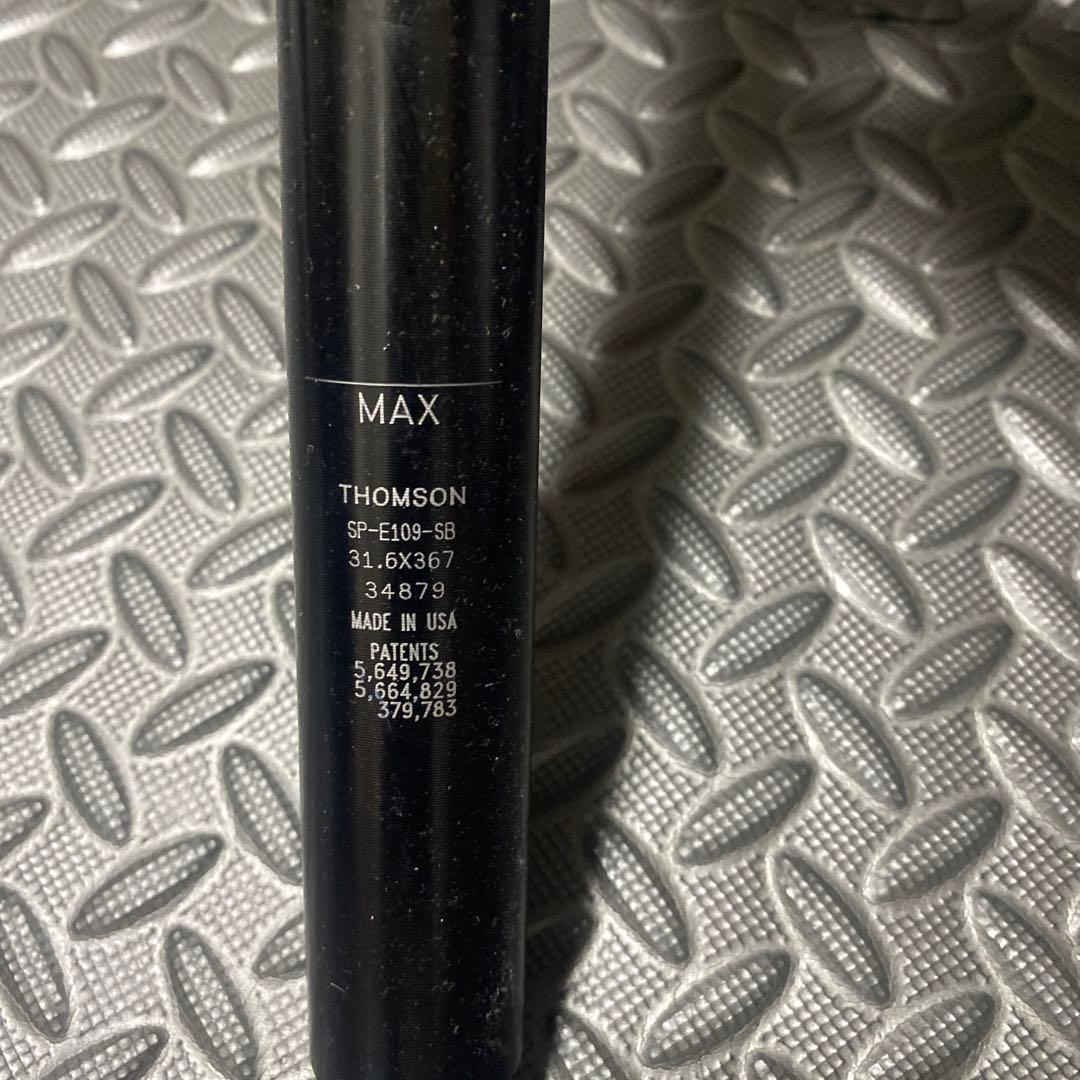 MAX
THOMSON
SP-E109-SB
31.6X367
34879
MADE IN USA
PATENTS
5,649,738
5,664,829
379,783